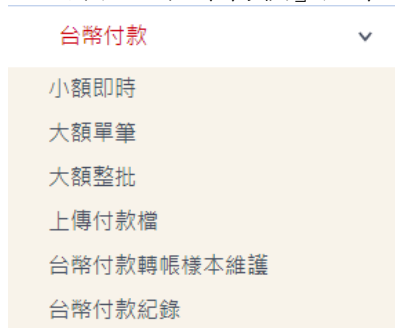 台幣付款
小額即時
大額單筆
大額整批
上傳付款檔
台幣付款轉帳樣本維護
台幣付款紀錄